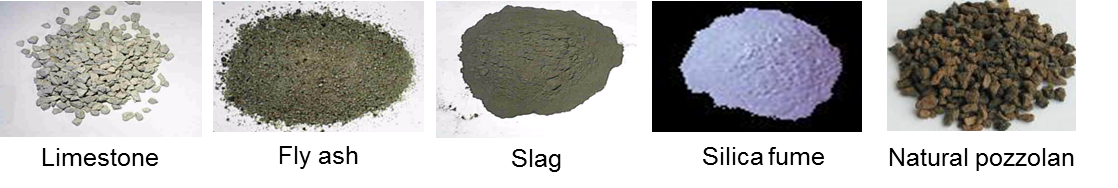 Limestone
Fly ash
Slag
Silica fume
Natural pozzolan